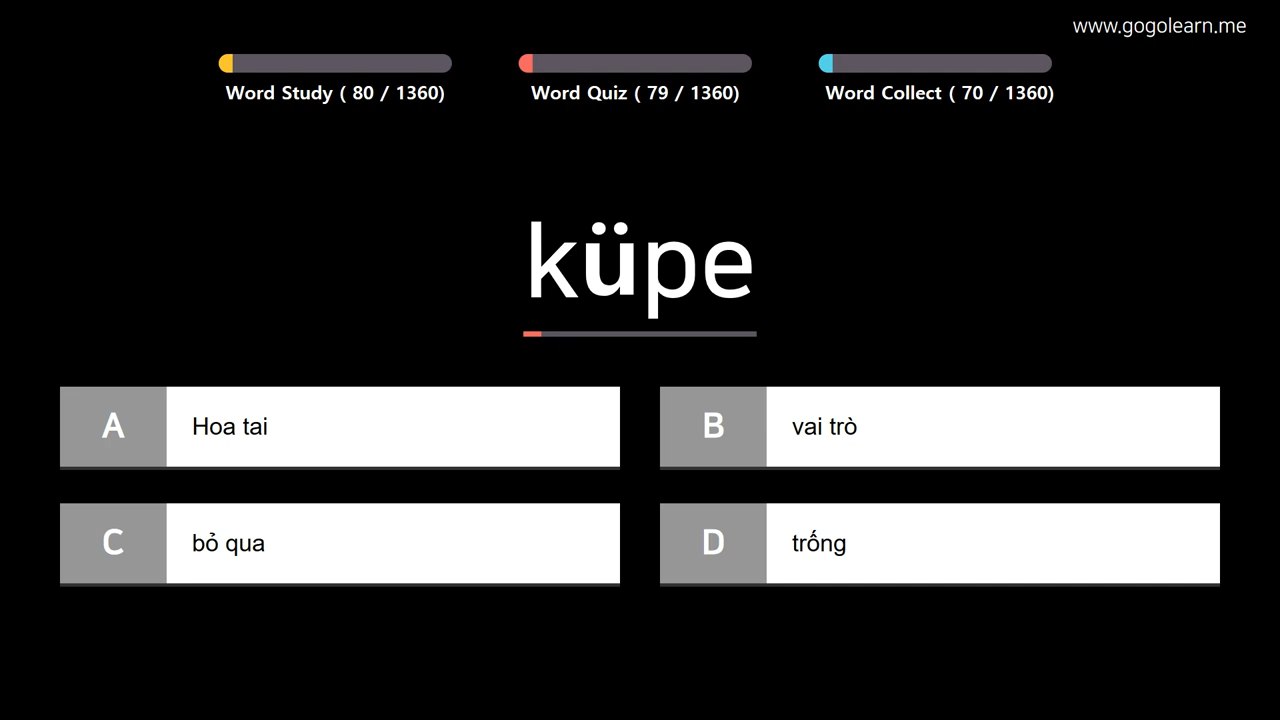 www.gogolearn.me
Word Study ( 80 / 1360)
Word Quiz ( 79 / 1360)
Word Collect ( 70 / 1360)
küpe
A Hoa tai
B vai trò
C bỏ qua
D trống